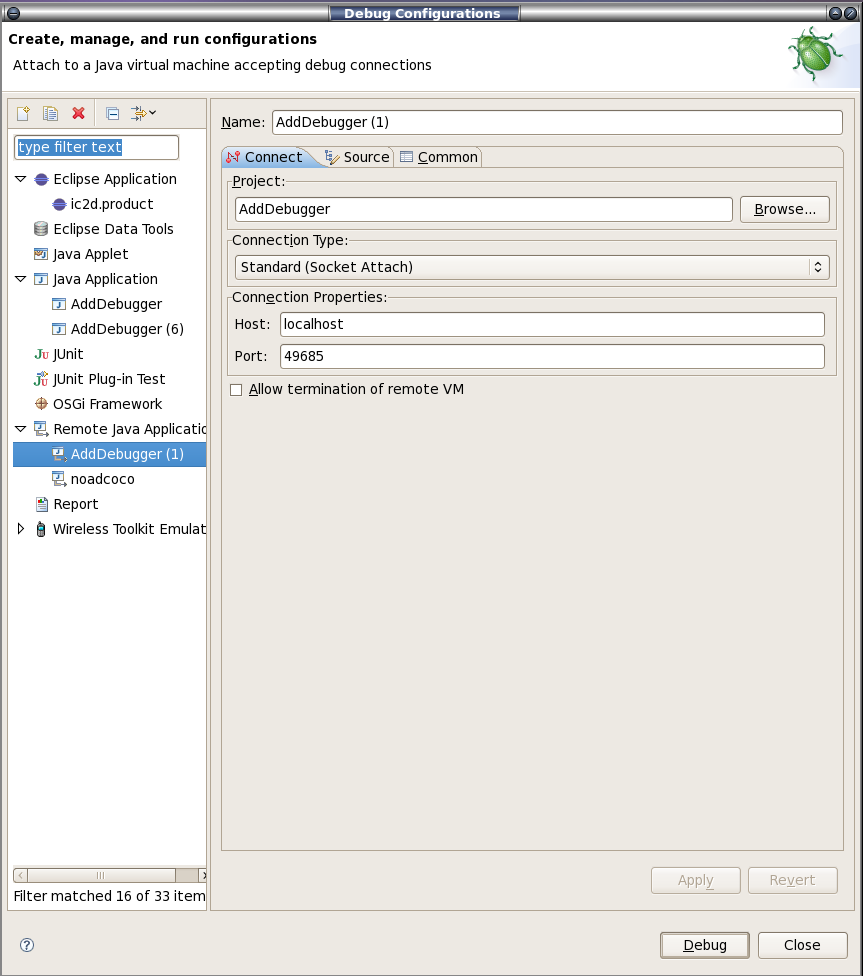 Debug Configurations
Create, manage, and run configurations
Attach to a Java virtual machine accepting debug connections
type filter text
Eclipse Application
ic2d.product
Eclipse Data Tools
Java Applet
Java Application
AddDebugger
AddDebugger (6)
JUnit
JUnit Plug-in Test
OSGi Framework
Remote Java Applicatio
AddDebugger (1)
noadcoco
Report
Wireless Toolkit Emulat
Filter matched 16 of 33 item
Name: AddDebugger (1)
Connect Source Common
Project:
AddDebugger Browse...
Connection Type:
Standard (Socket Attach)
Connection Properties:
Host: localhost
Port: 49685
Allow termination of remote VM
Apply Revert
Debug Close